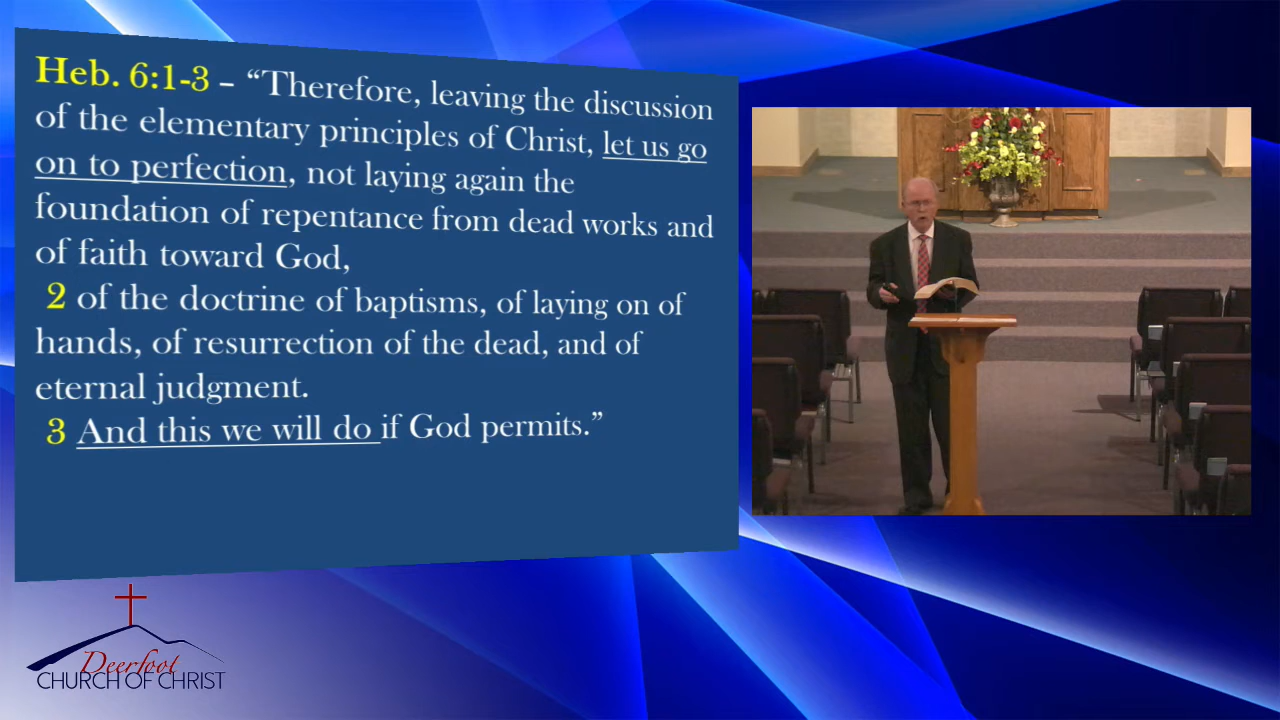 Heb. 6:1-3 – “Therefore, leaving the discussion
of the elementary principles of Christ, let us go
on to perfection, not laying again the
foundation of repentance from dead works and
of faith toward God,
2 of the doctrine of baptisms, of laying on of
hands, of resurrection of the dead, and of
eternal judgment.
3 And this we will do if God permits.”
Deerfoot
CHURCH OF CHRIST